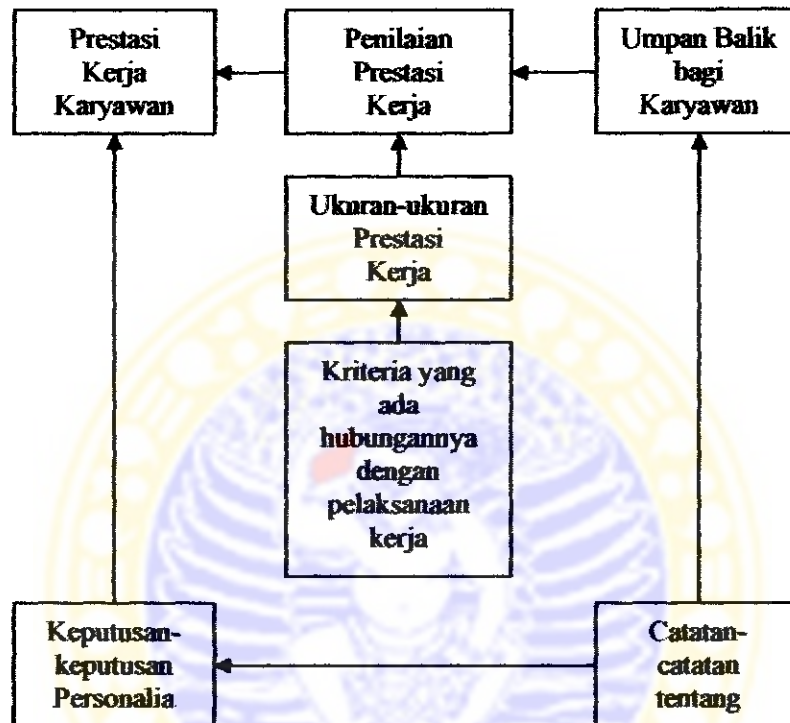 Prestasi
Kerja
Karyawan
Penilaian
Prestasi
Kerja
Umpan Balik
bagi
Karyawan
Ukuran-ukuran
Prestasi
Kerja
Kriteria yang
ada
hubungannya
dengan
pelaksanaan
kerja
Keputusan-
keputusan
Personalia
Catatan-
catatan
tentang